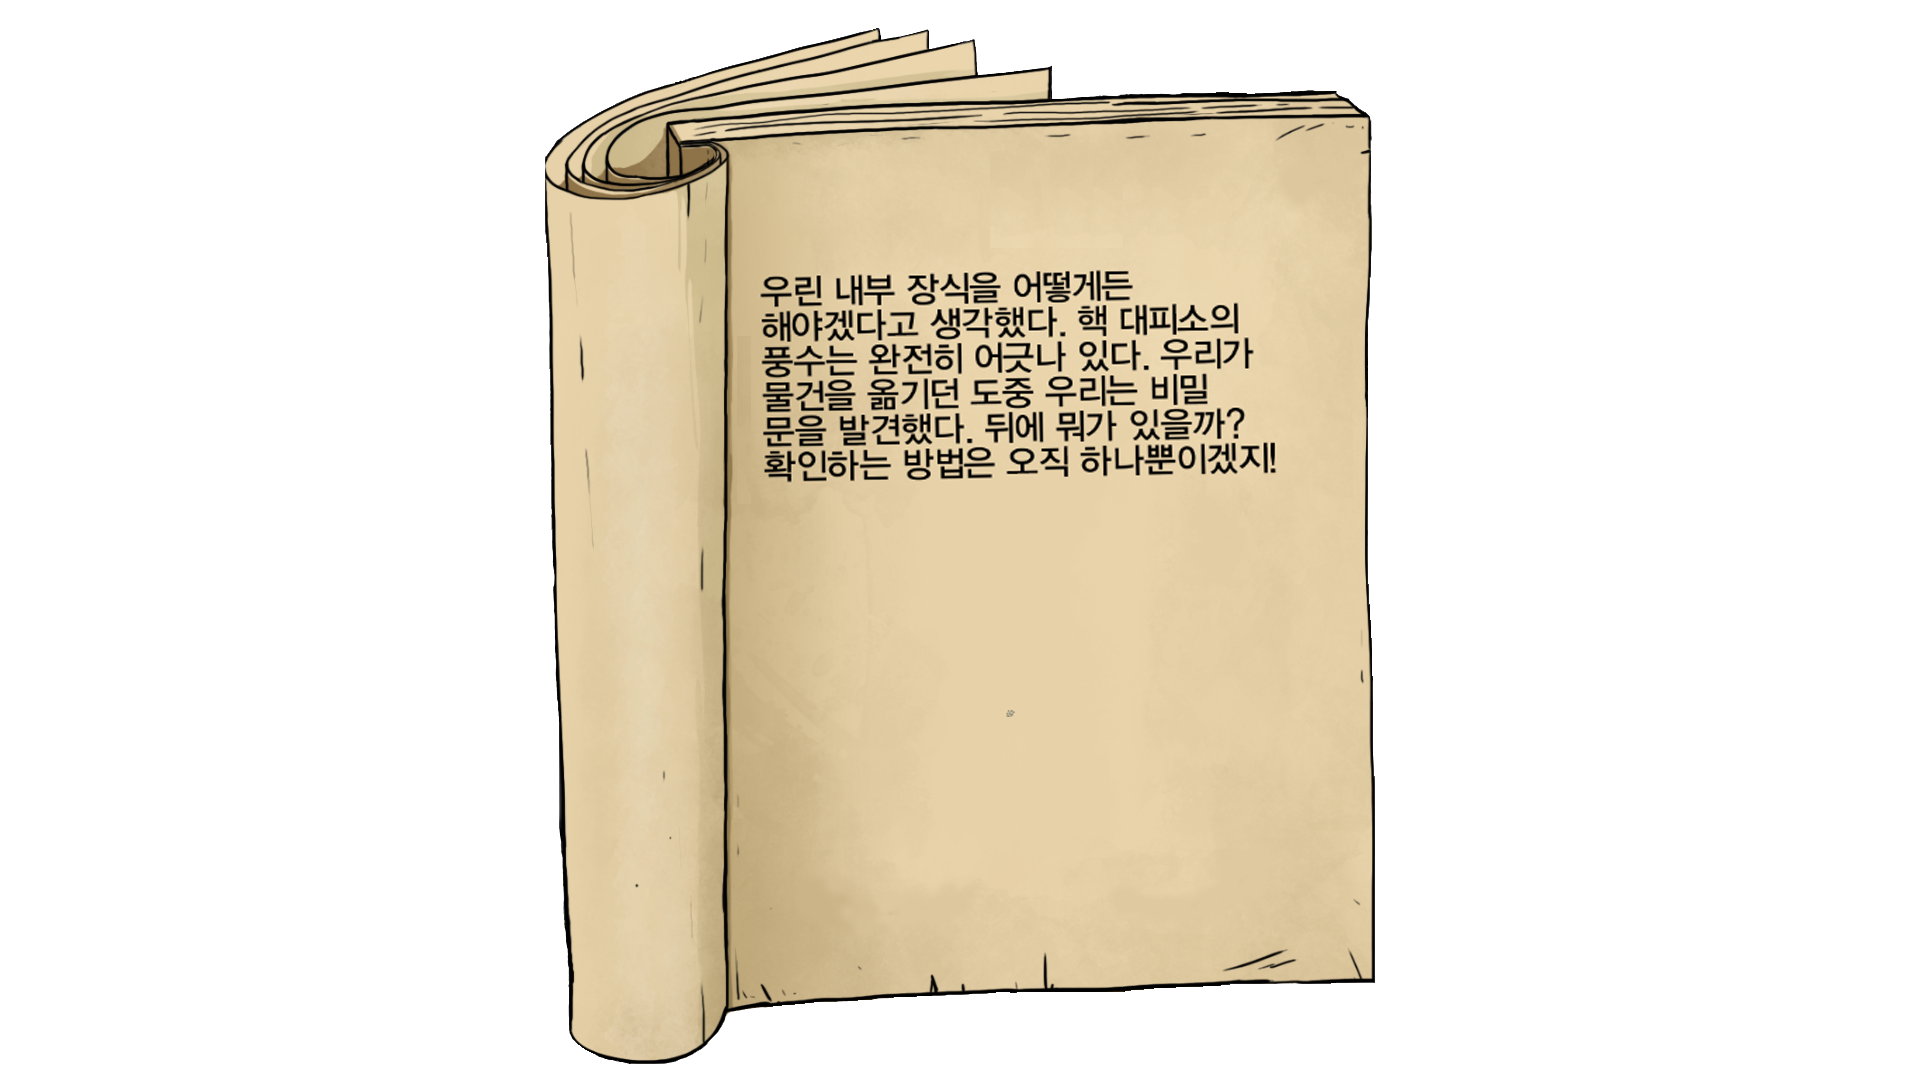 우린 내부 장식을 어떻게든
해야겠다고 생각했다. 핵 대피소의
풍수는 완전히 어긋나 있다. 우리가
물건을 옮기던 도중 우리는 비밀
문을 발견했다. 뒤에 뭐가 있을까?
확인하는 방법은 오직 하나뿐이겠지!